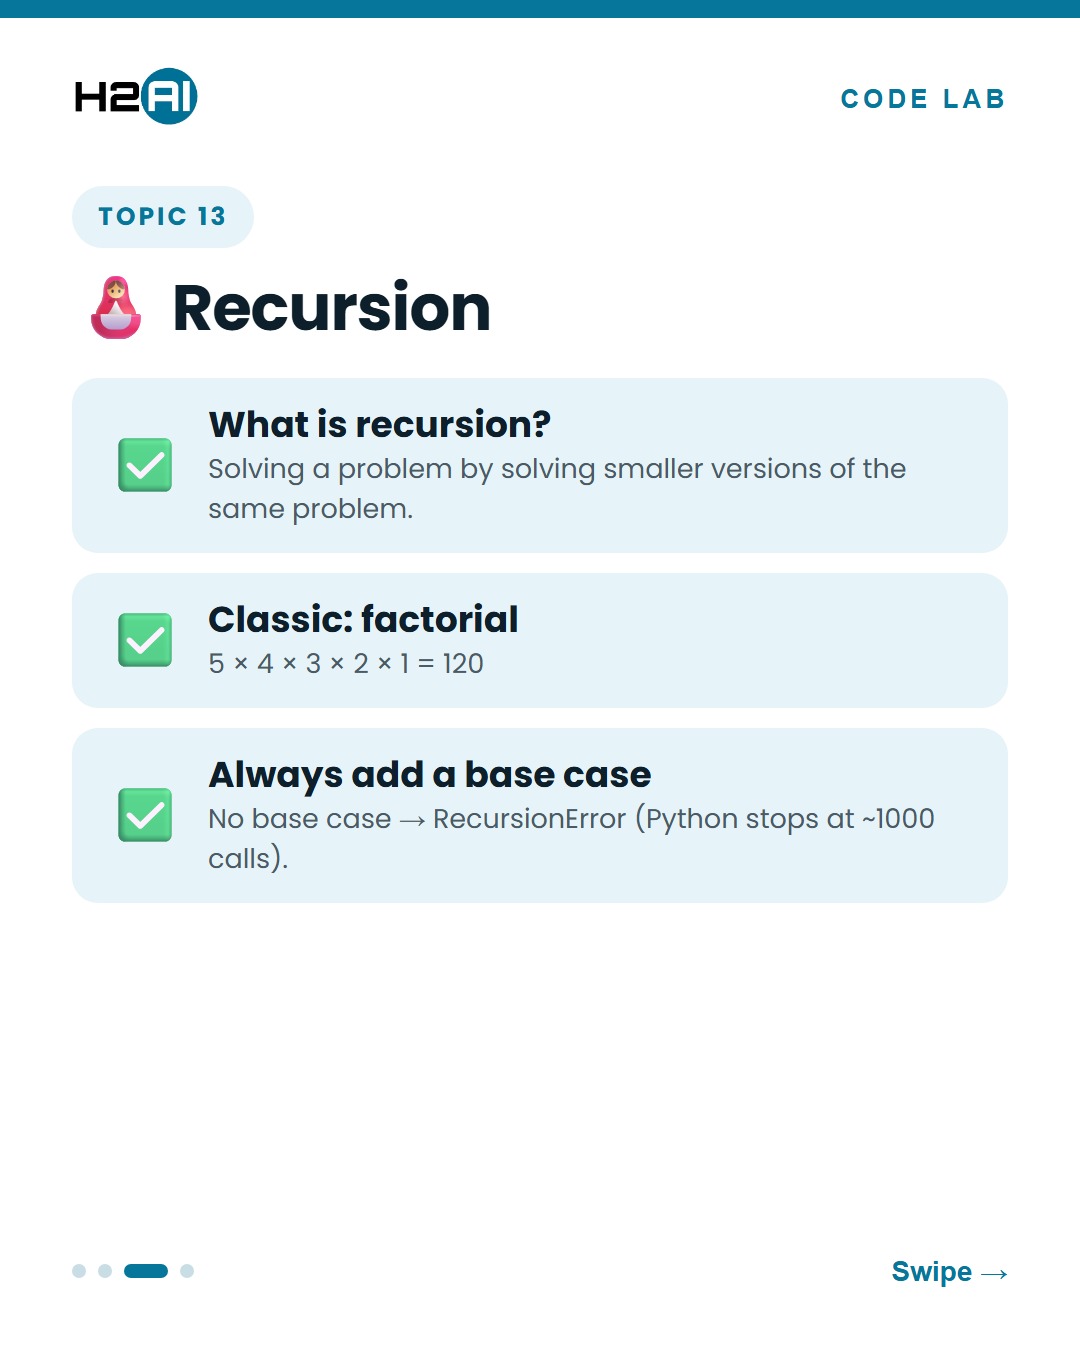 H2AI
CODE LAB
TOPIC 13
Recursion
What is recursion?
Solving a problem by solving smaller versions of the
same problem.
Classic: factorial
5 × 4 × 3 × 2 × 1 = 120
Always add a base case
No base case → RecursionError (Python stops at ~1000
calls).
Swipe →